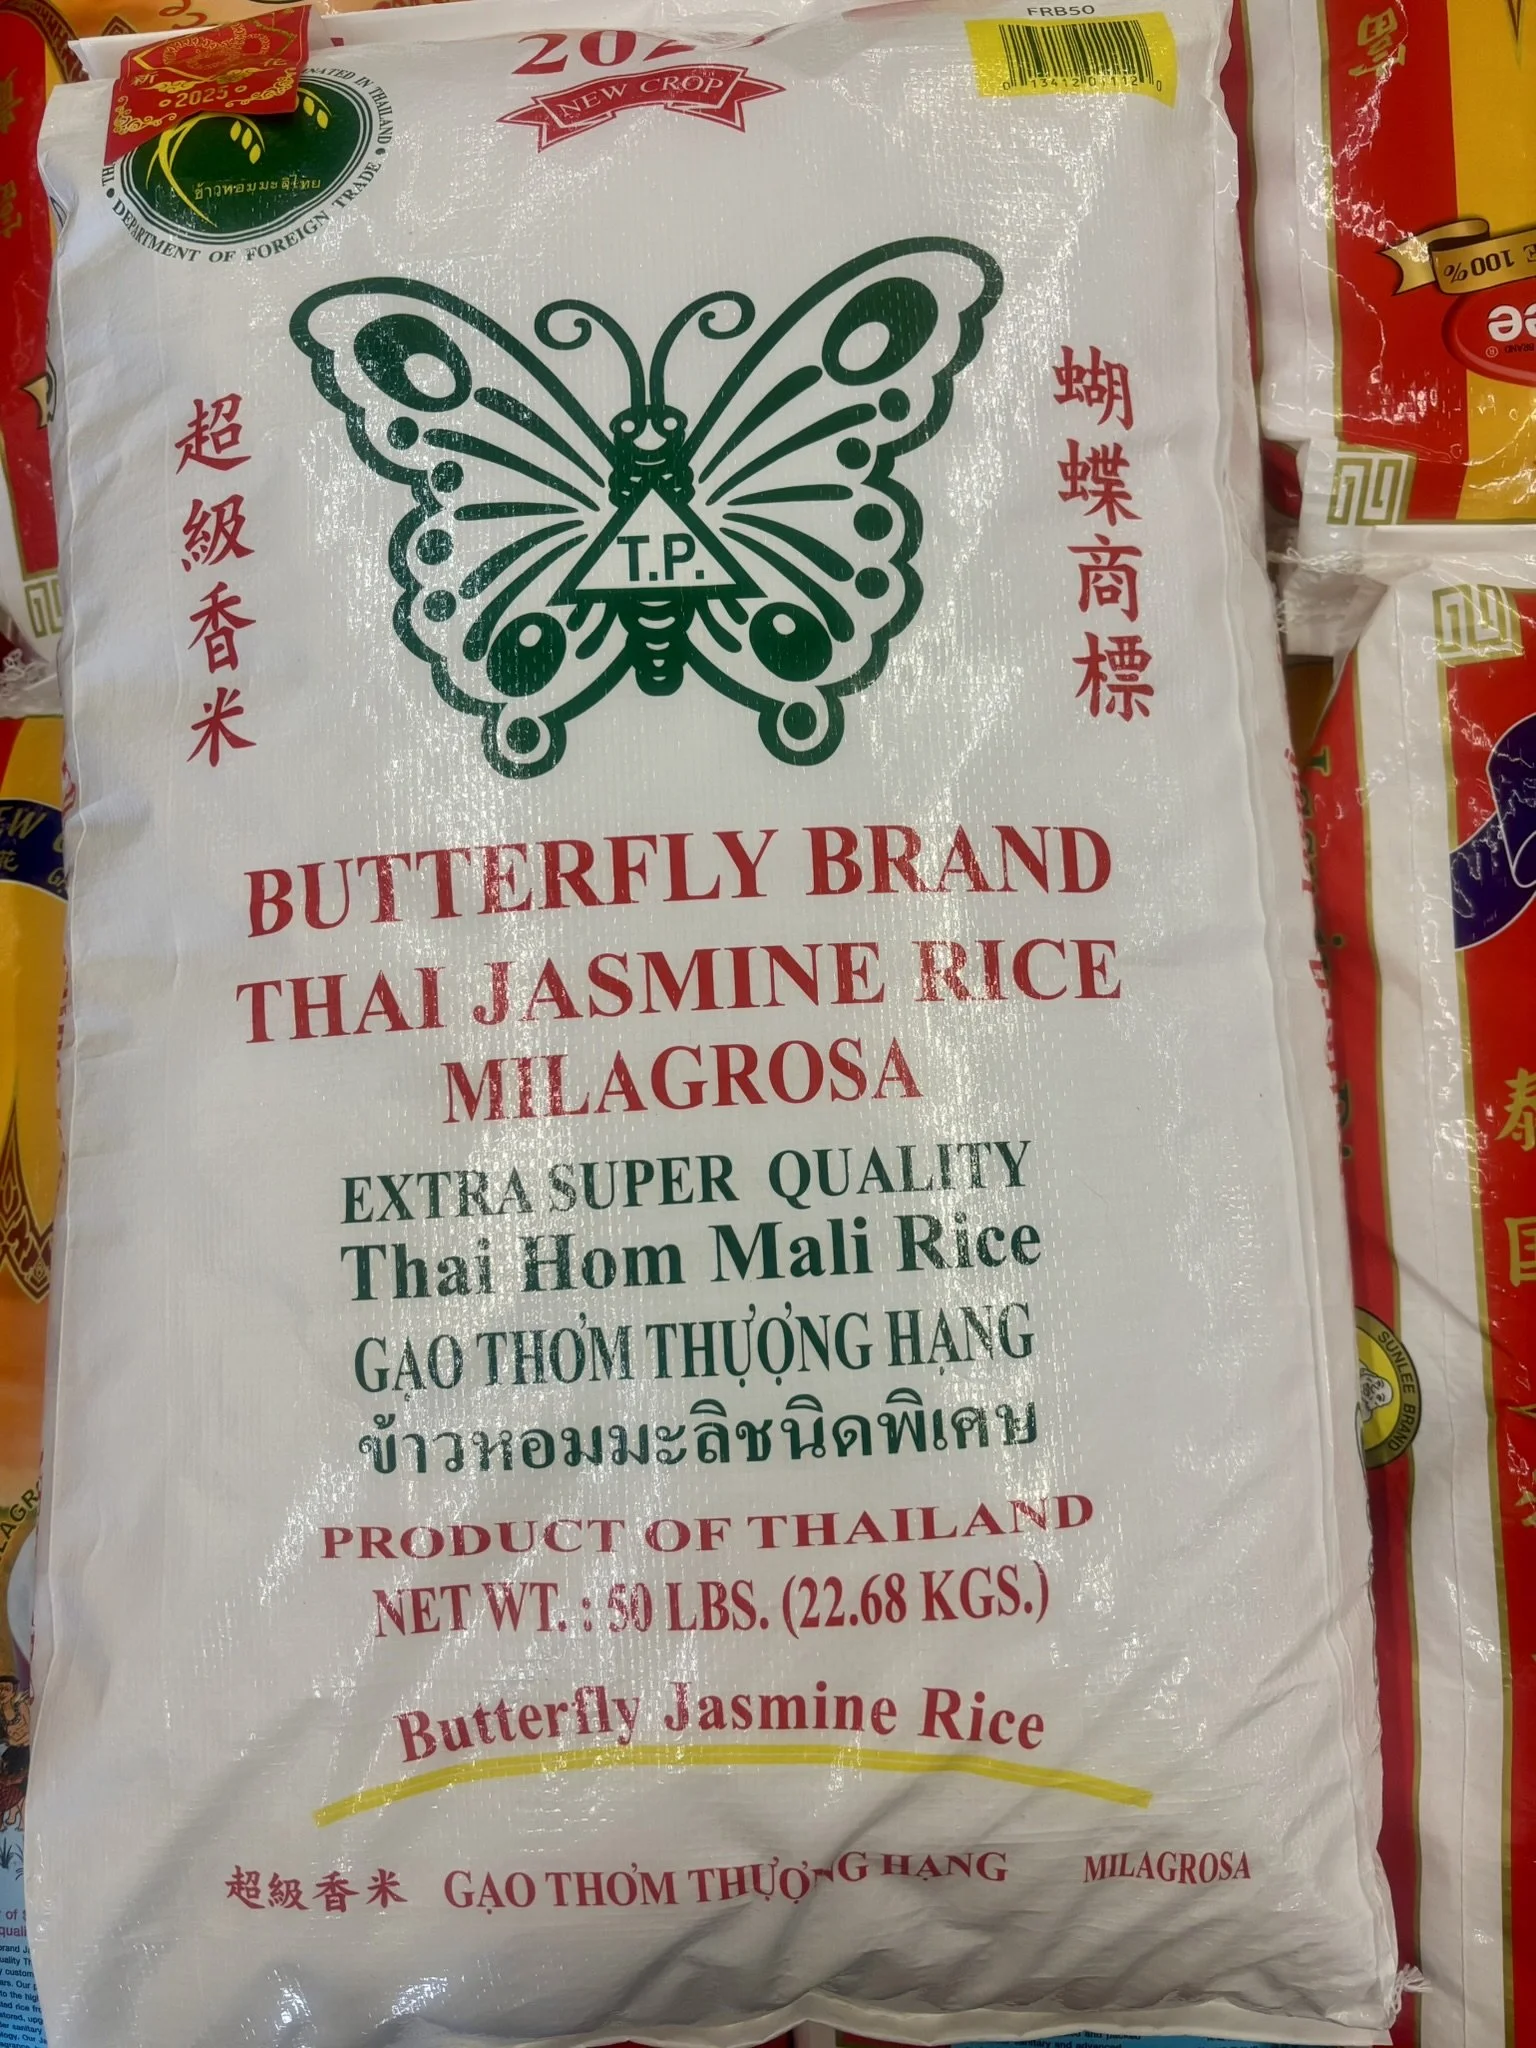 FRB50
NEW CROP
0 13412 01112 0
2025
DEPARTMENT OF FOREIGN TRADE
ข้าวหอมมะลิไทย
超級香米
蝴蝶商標
T.P.
BUTTERFLY BRAND
THAI JASMINE RICE
MILAGROSA
EXTRA SUPER QUALITY
Thai Hom Mali Rice
GẠO THƠM THƯỢNG HẠNG
ข้าวหอมมะลิชนิดพิเศษ
PRODUCT OF THAILAND
NET WT. : 50 LBS. (22.68 KGS.)
Butterfly Jasmine Rice
超級香米 GẠO THƠM THƯỢNG HẠNG MILAGROSA
100%
SUNLEE BRAND